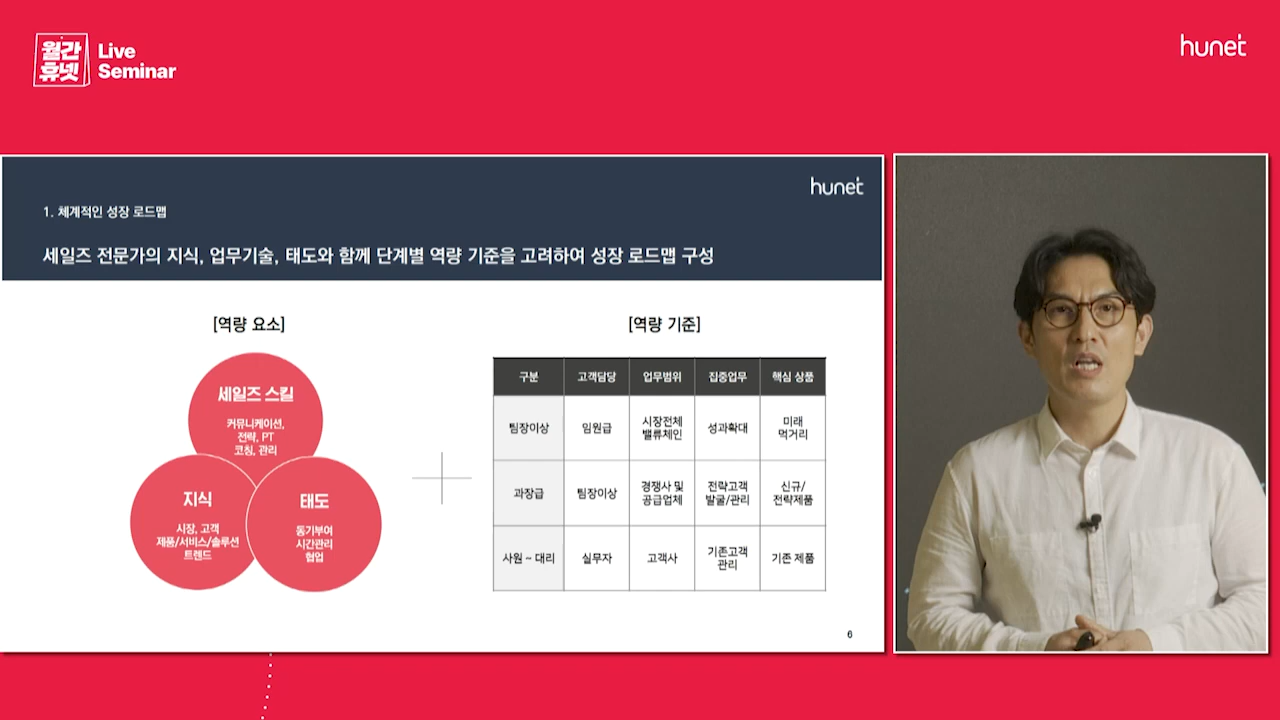 월간
휴넷
Live
Seminar
hunet
hunet
1. 체계적인 성장 로드맵
세일즈 전문가의 지식, 업무기술, 태도와 함께 단계별 역량 기준을 고려하여 성장 로드맵 구성
[역량 요소]
세일즈 스킬
커뮤니케이션,
전략, PT
코칭, 관리
지식
시장, 고객
제품/서비스/솔루션
트렌드
태도
동기부여
시간관리
협업
[역량 기준]
구분 고객담당 업무범위 집중업무 핵심 상품
팀장이상 임원급 시장전체 밸류체인 성과확대 미래 먹거리
과장급 팀장이상 경쟁사 및 공급업체 전략고객 발굴/관리 신규/ 전략제품
사원 ~ 대리 실무자 고객사 기존고객 관리 기존 제품
6